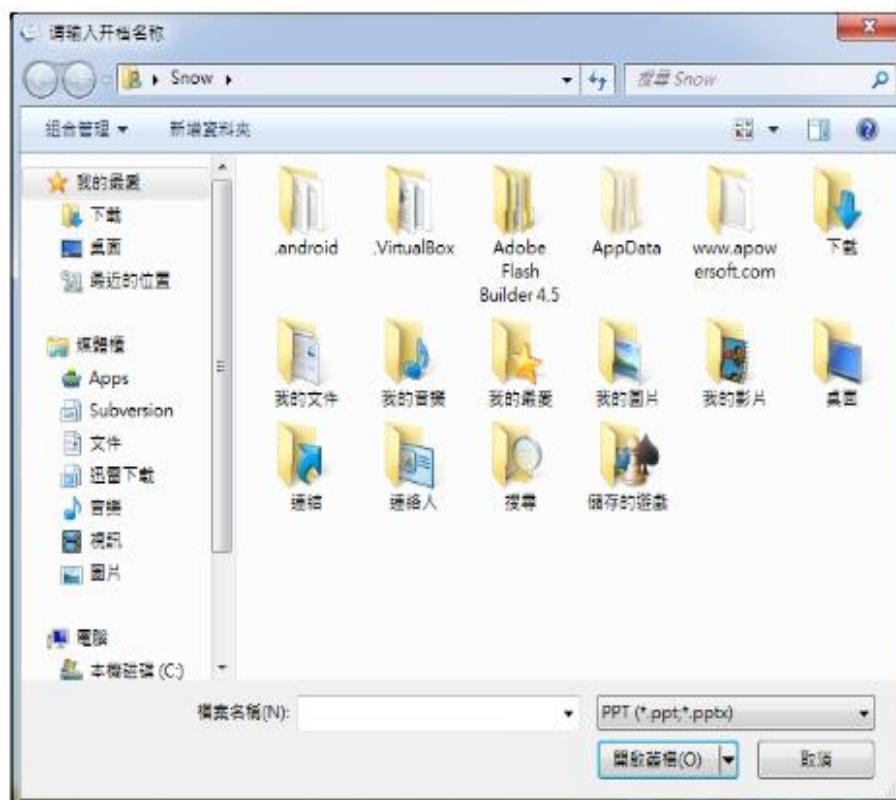 请输入开档名称
Snow
搜尋 Snow
組合管理
新增資料夾
我的最愛
下載
桌面
最近的位置
媒體櫃
Apps
Subversion
文件
迅雷下載
音樂
視訊
圖片
電腦
本機磁碟 (C:)
.android
.VirtualBox
Adobe
Flash
Builder 4.5
AppData
www.apow
ersoft.com
下載
我的文件
我的音樂
我的最愛
我的圖片
我的影片
桌面
連結
連絡人
搜尋
儲存的遊戲
檔案名稱(N):
PPT (*.ppt;*.pptx)
開啟舊檔(O)
取消